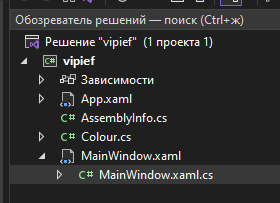 Обозреватель решений — поиск (Ctrl+ж)
Решение "vipief" (1 проекта 1)
vipief
Зависимости
App.xaml
AssemblyInfo.cs
Colour.cs
MainWindow.xaml
MainWindow.xaml.cs